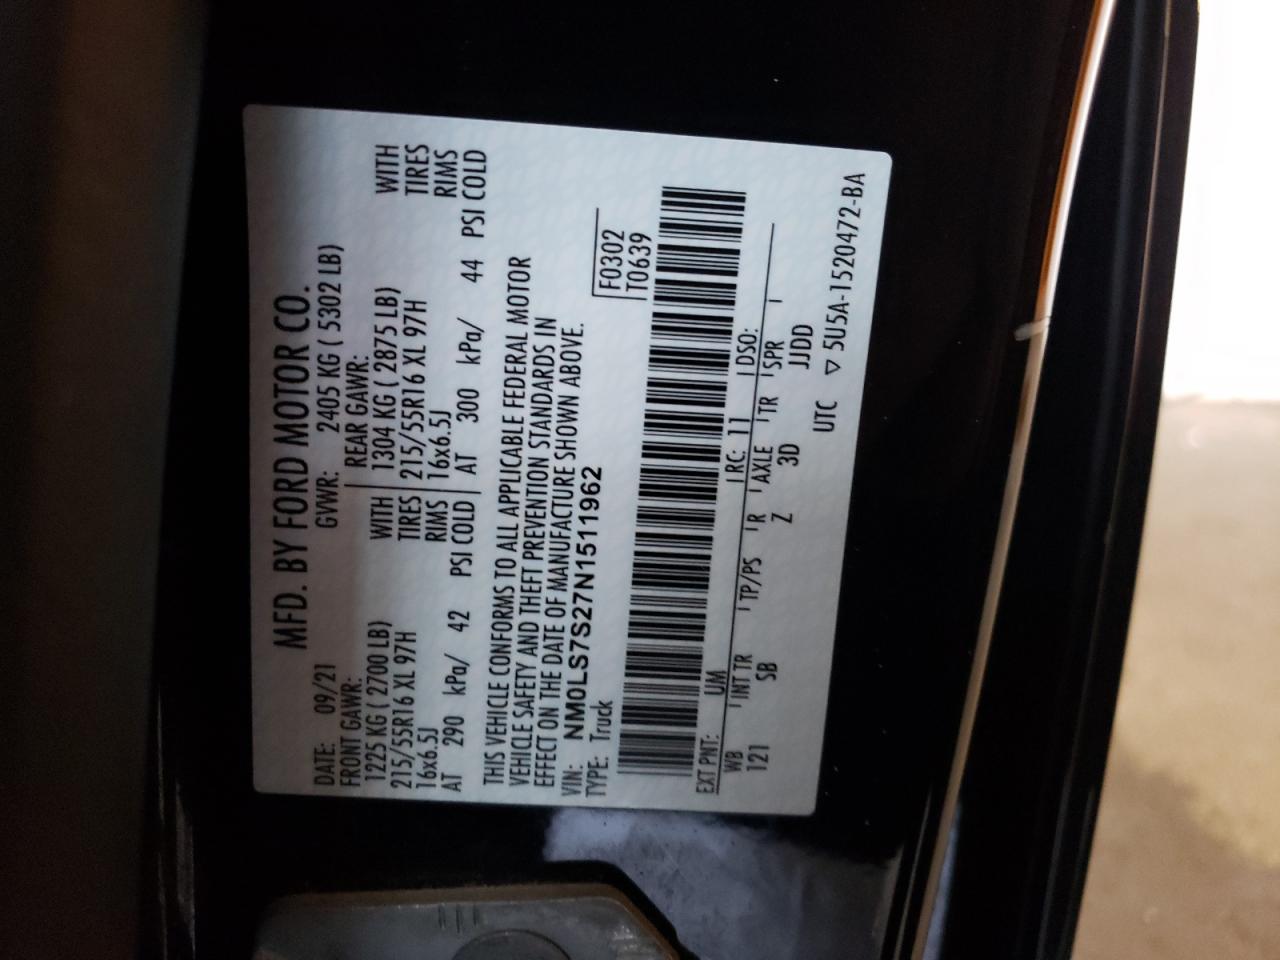 MFD. BY FORD MOTOR CO.
DATE: 09/21 GVWR: 2405 KG ( 5302 LB)
FRONT GAWR: REAR GAWR:
1225 KG ( 2700 LB) WITH 1304 KG ( 2875 LB) WITH
215/55R16 XL 97H TIRES 215/55R16 XL 97H TIRES
16x6.5J RIMS 16x6.5J RIMS
AT 290 kPa/ 42 PSI COLD AT 300 kPa/ 44 PSI COLD
THIS VEHICLE CONFORMS TO ALL APPLICABLE FEDERAL MOTOR
VEHICLE SAFETY AND THEFT PREVENTION STANDARDS IN
EFFECT ON THE DATE OF MANUFACTURE SHOWN ABOVE.
VIN: NM0LS7S27N1511962
TYPE: Truck
F0302
T0639
EXT PNT: UM RC: 11 DSO:
WB INT TR TP/PS R AXLE TR SPR
121 SB Z 3D JJDD
UTC ▽ 5U5A-1520472-BA